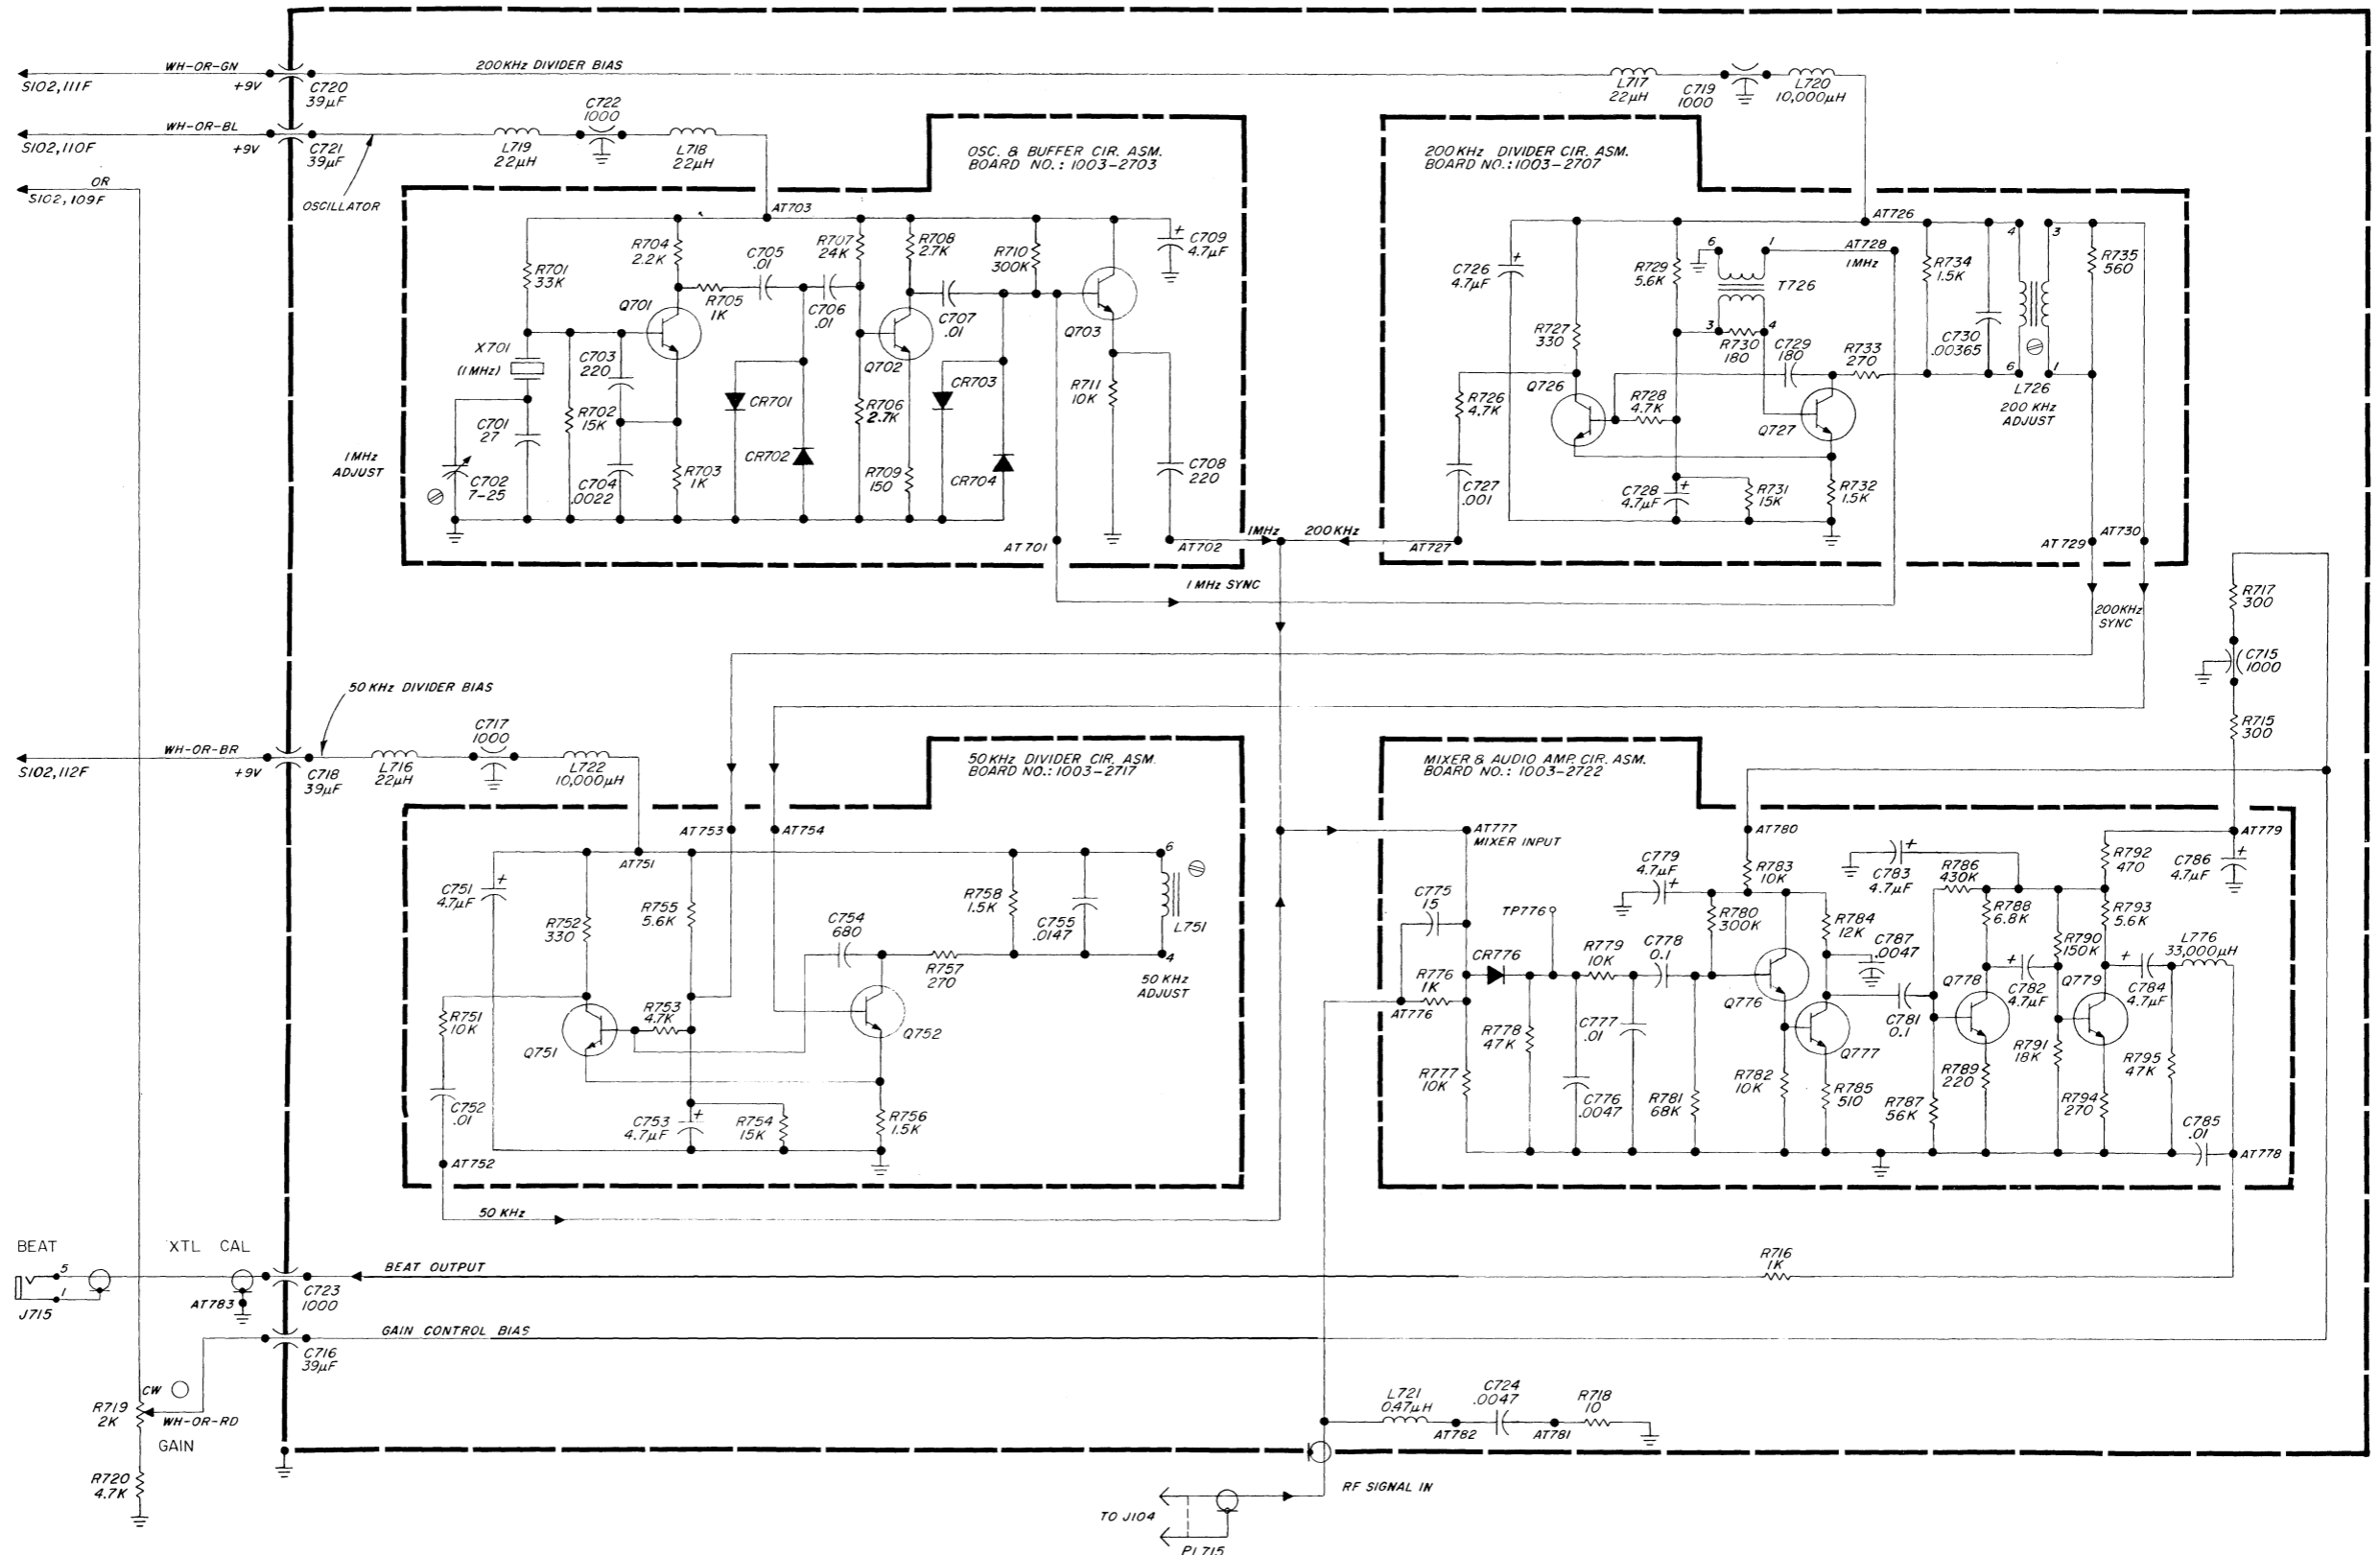 WH-OR-GN
S102,111F
+9V
C720
39µF
200KHz DIVIDER BIAS
L717
22µH
C719
1000
L720
10,000µH
WH-OR-BL
S102,110F
+9V
C721
39µF
OSCILLATOR
L719
22µH
C722
1000
L718
22µH
OR
S102,109F
OSC. & BUFFER CIR. ASM.
BOARD NO.: 1003-2703
AT703
R701
33K
R704
2.2K
C705
.01
R707
24K
R708
2.7K
R710
300K
C709
4.7µF
Q701
R705
1K
C706
.01
C707
.01
Q703
X701
(1MHz)
C703
220
Q702
CR703
CR701
R711
10K
C701
27
R702
15K
R706
2.7K
1MHz
ADJUST
C702
7-25
C704
.0022
R703
1K
CR702
R709
150
CR704
C708
220
AT701
AT702
1MHz
200KHz
1MHz SYNC
200KHz DIVIDER CIR. ASM.
BOARD NO.: 1003-2707
AT726
6
1
AT728
1MHz
4
3
C726
4.7µF
R729
5.6K
T726
R734
1.5K
R735
560
R727
330
3
4
R730
180
C729
180
R733
270
C730
.00365
6
1
L726
200 KHz
ADJUST
Q726
R726
4.7K
R728
4.7K
Q727
C727
.001
C728
4.7µF
R731
15K
R732
1.5K
AT727
AT729
AT730
200KHz
SYNC
R717
300
C715
1000
R715
300
50 KHz DIVIDER BIAS
WH-OR-BR
S102,112F
+9V
C718
39µF
L716
22µH
C717
1000
L722
10,000µH
50 KHz DIVIDER CIR. ASM.
BOARD NO.: 1003-2717
AT753
AT754
AT751
6
C751
4.7µF
R752
330
R755
5.6K
R758
1.5K
C755
.0147
L751
4
C754
680
R757
270
50 KHz
ADJUST
R751
10K
R753
4.7K
Q751
Q752
C752
.01
C753
4.7µF
R754
15K
R756
1.5K
AT752
50 KHz
MIXER & AUDIO AMP. CIR. ASM.
BOARD NO.: 1003-2722
AT777
MIXER INPUT
AT780
AT779
C779
4.7µF
R783
10K
C783
4.7µF
R786
430K
R792
470
C786
4.7µF
C775
15
TP776
R780
300K
R784
12K
R788
6.8K
R793
5.6K
CR776
R779
10K
C778
0.1
C787
.0047
R790
150K
L776
33,000µH
R776
1K
AT776
Q776
Q778
C782
4.7µF
Q779
C784
4.7µF
R778
47K
C777
.01
Q777
C781
0.1
R791
18K
R795
47K
R777
10K
C776
.0047
R781
68K
R782
10K
R785
510
R787
56K
R789
220
R794
270
C785
.01
AT778
BEAT
XTL CAL
5
1
J715
AT783
C723
1000
BEAT OUTPUT
R716
1K
GAIN CONTROL BIAS
C716
39µF
CW
R719
2K
WH-OR-RD
GAIN
R720
4.7K
L721
0.47µH
C724
.0047
R718
10
AT782
AT781
RF SIGNAL IN
TO J104
PL715